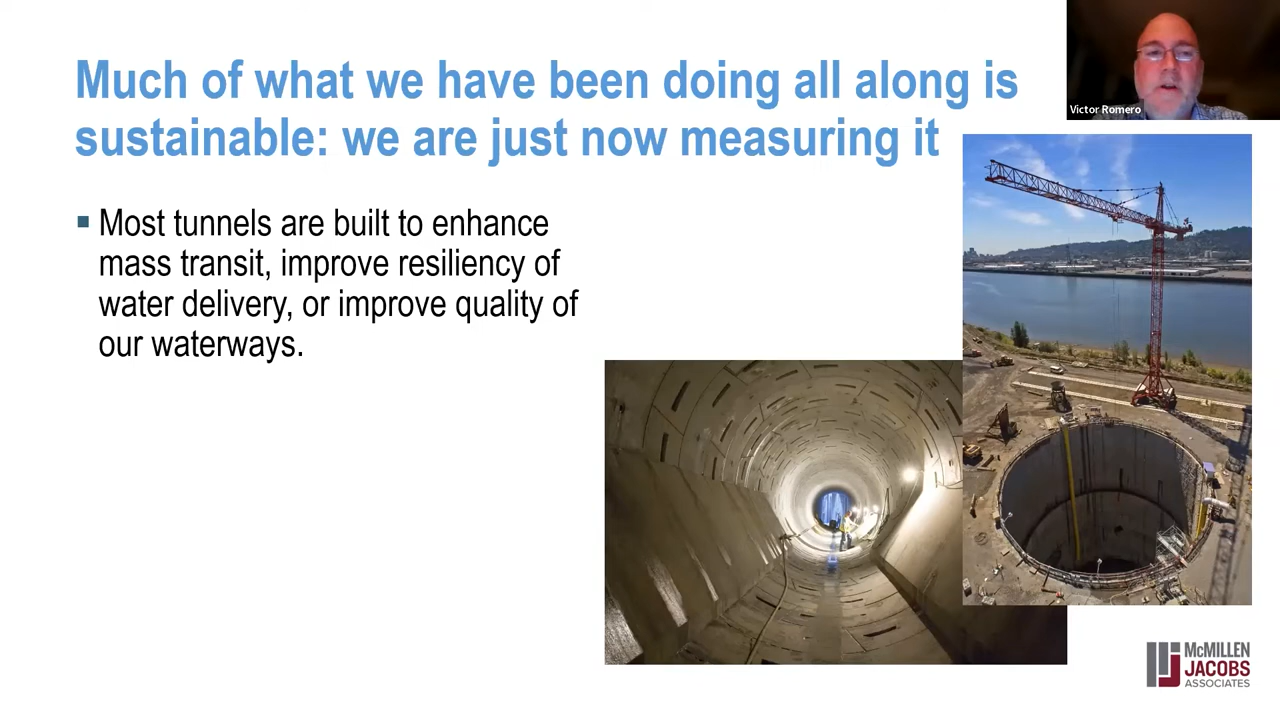 Much of what we have been doing all along is
sustainable: we are just now measuring it
Victor Romero
▪ Most tunnels are built to enhance
mass transit, improve resiliency of
water delivery, or improve quality of
our waterways.
McMILLEN
JACOBS
ASSOCIATES